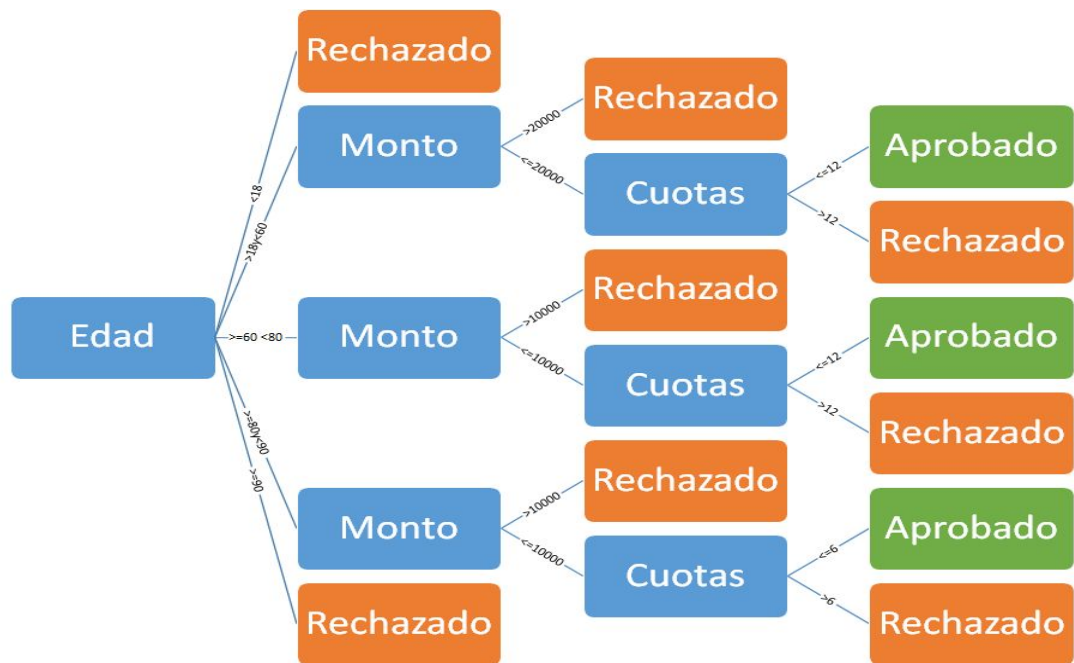 Rechazado
Rechazado
Monto
>20000
<=20000
Aprobado
<=12
Cuotas
<18
>12
Rechazado
>18y<60
Rechazado
Edad
>=60 <80
Monto
>10000
<=10000
Aprobado
<=12
Cuotas
>12
Rechazado
>=80y<90
>=90
Rechazado
Monto
>10000
<=10000
Aprobado
<=6
Cuotas
>6
Rechazado
Rechazado